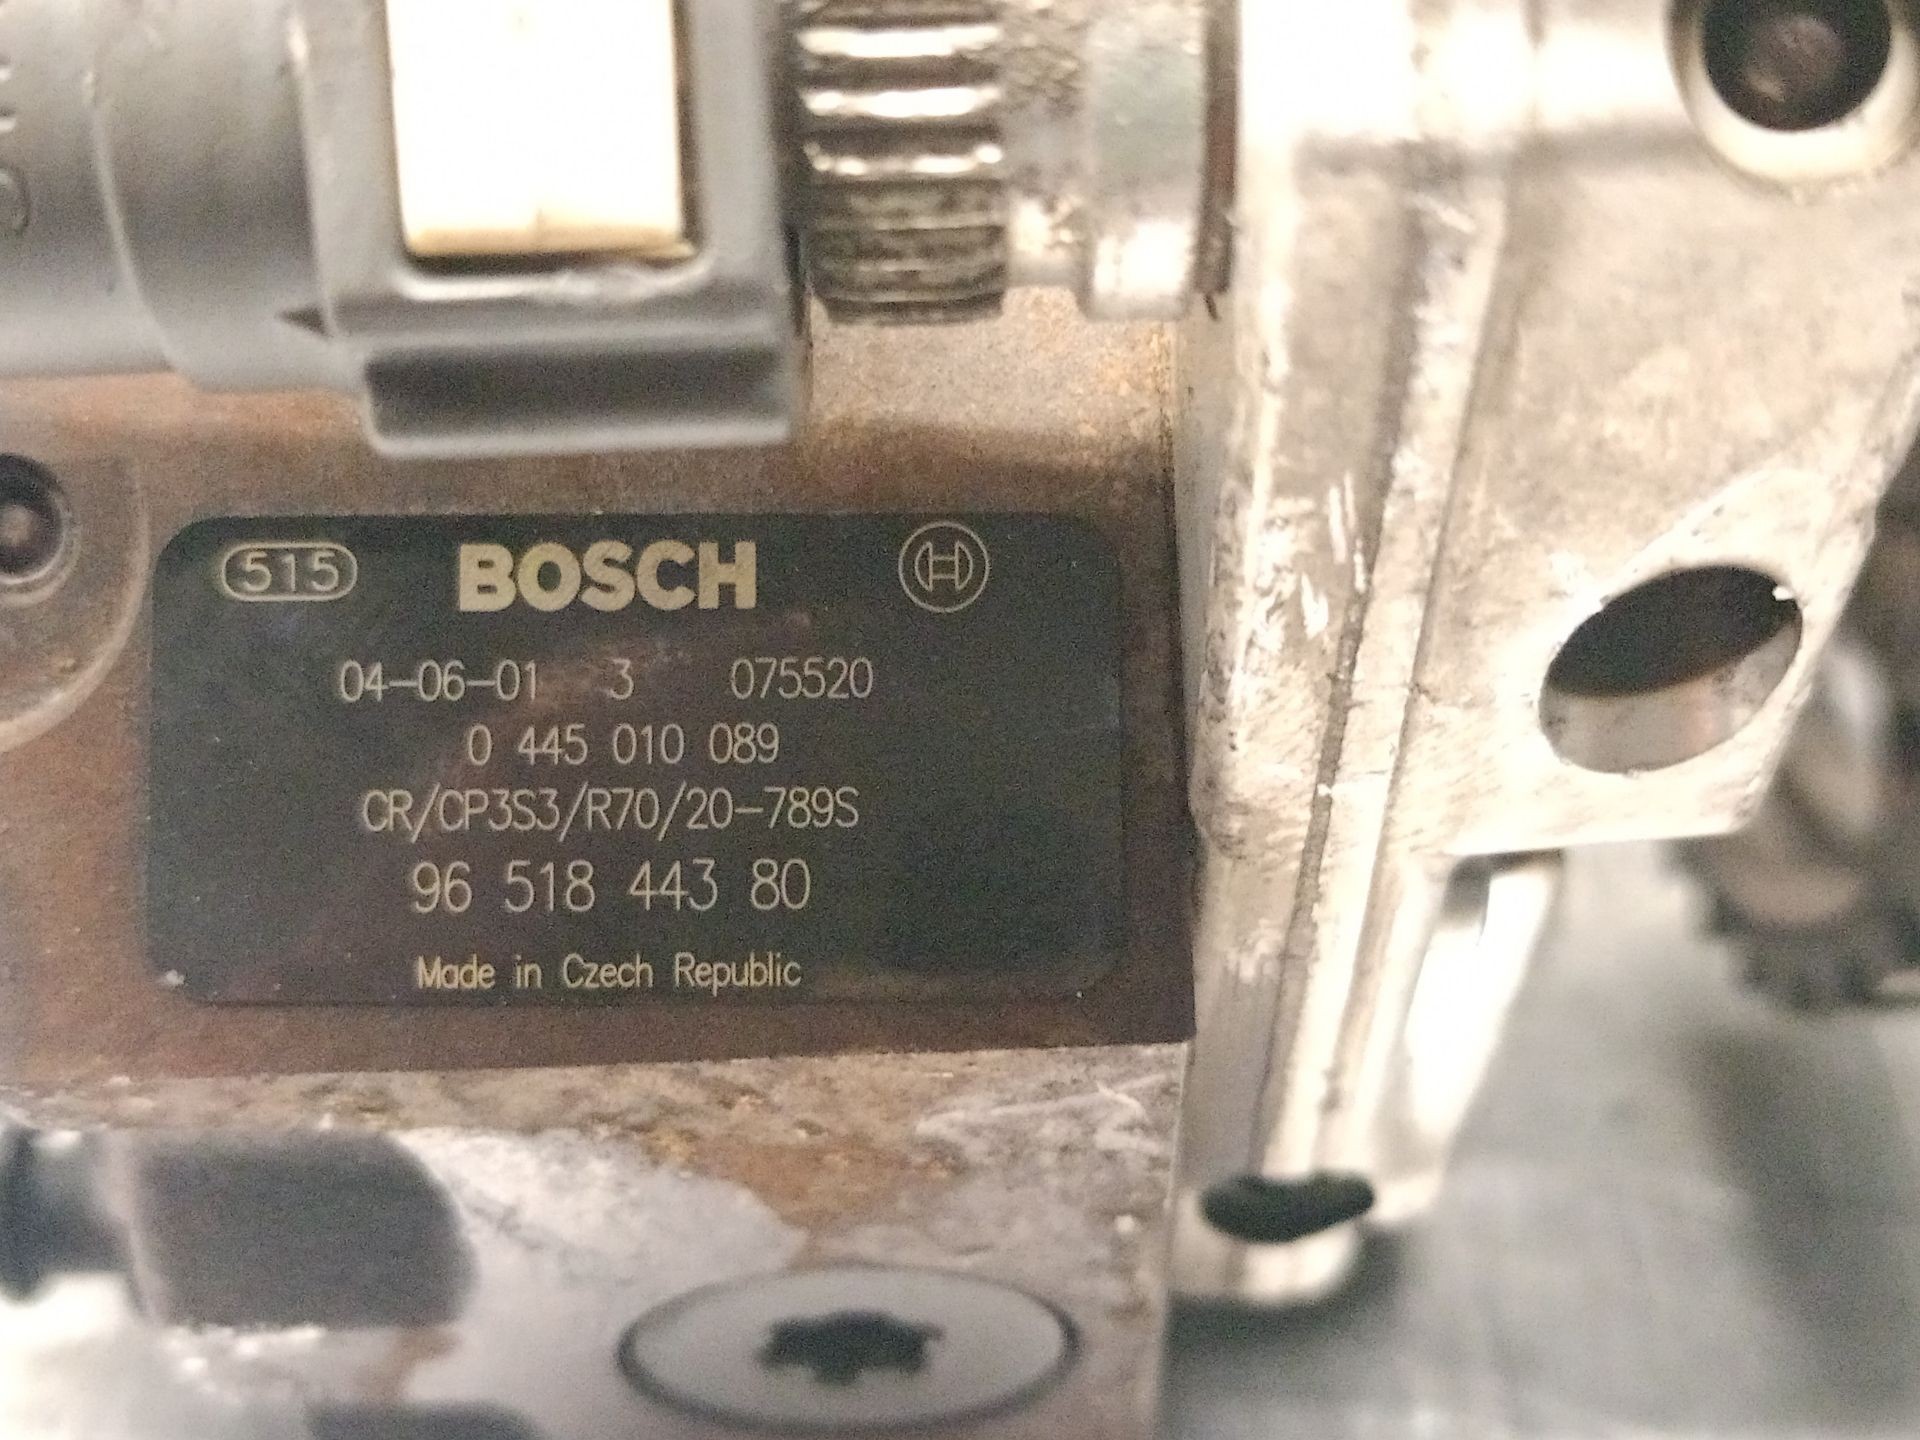 515 BOSCH
04-06-01 3 075520
0 445 010 089
CR/CP3S3/R70/20-789S
96 518 443 80
Made in Czech Republic